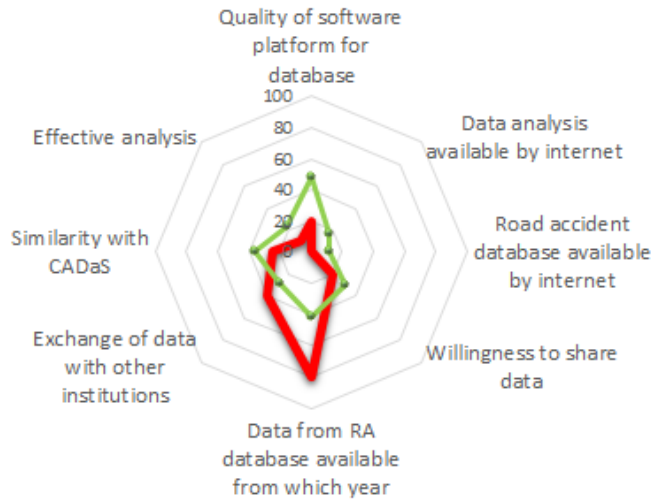 Quality of software
platform for
database
100
80
60
40
20
0
Data analysis
available by internet
Road accident
database available
by internet
Willingness to share
data
Data from RA
database available
from which year
Exchange of data
with other
institutions
Similarity with
CADaS
Effective analysis